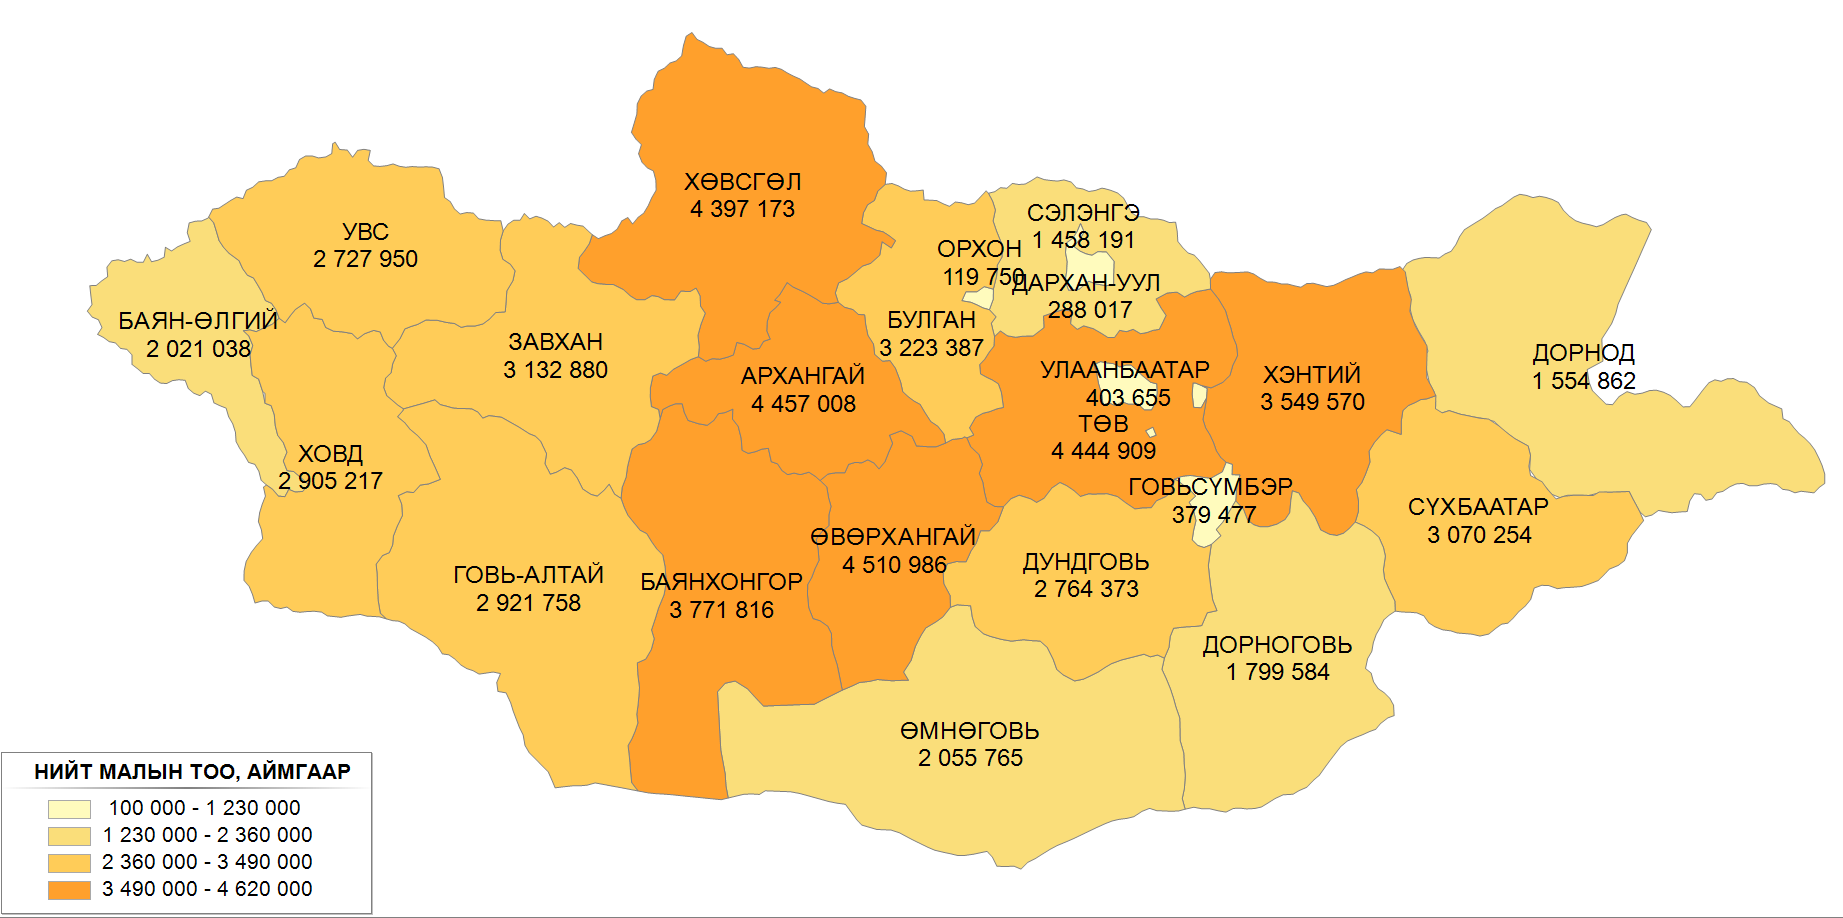 ХӨВСГӨЛ
4 397 173
УВС
2 727 950
СЭЛЭНГЭ
1 458 191
ОРХОН
119 750
ДАРХАН-УУЛ
288 017
БАЯН-ӨЛГИЙ
2 021 038
ЗАВХАН
3 132 880
БУЛГАН
3 223 387
ДОРНОД
1 554 862
АРХАНГАЙ
4 457 008
УЛААНБААТАР
403 655
ХЭНТИЙ
3 549 570
ТӨВ
4 444 909
ХОВД
2 905 217
ГОВЬСҮМБЭР
379 477
СҮХБААТАР
3 070 254
ӨВӨРХАНГАЙ
4 510 986
ДУНДГОВЬ
2 764 373
ГОВЬ-АЛТАЙ
2 921 758
БАЯНХОНГОР
3 771 816
ДОРНОГОВЬ
1 799 584
ӨМНӨГОВЬ
2 055 765
НИЙТ МАЛЫН ТОО, АЙМГААР
100 000 - 1 230 000
1 230 000 - 2 360 000
2 360 000 - 3 490 000
3 490 000 - 4 620 000